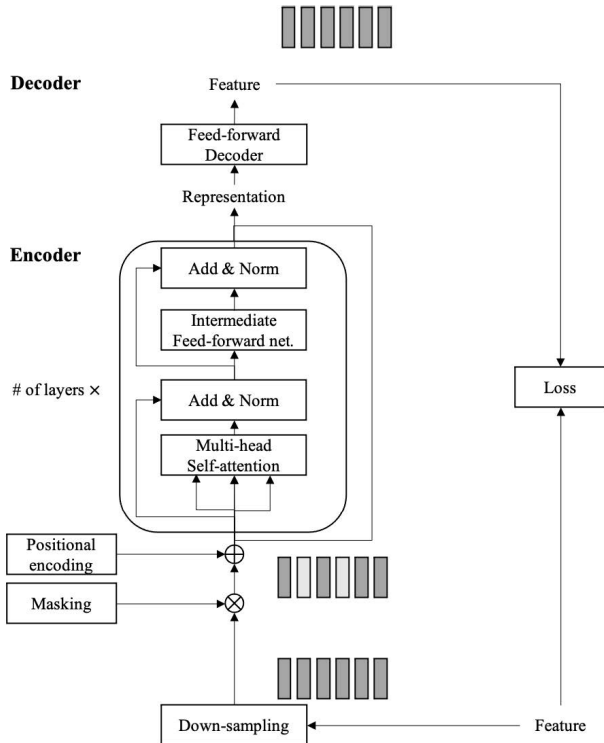 Decoder
Feature
Feed-forward
Decoder
Representation
Encoder
Add & Norm
Intermediate
Feed-forward net.
# of layers ×
Add & Norm
Loss
Multi-head
Self-attention
Positional
encoding
Masking
Down-sampling
Feature